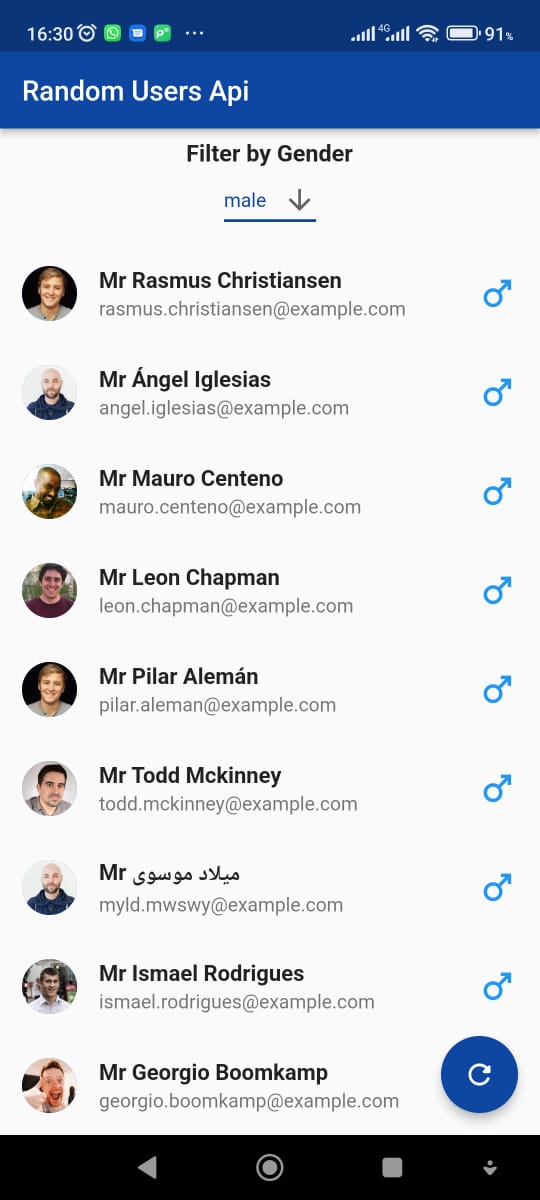 16:30 ... 4G 91%
Random Users Api
Filter by Gender
male
Mr Rasmus Christiansen
rasmus.christiansen@example.com
Mr Ángel Iglesias
angel.iglesias@example.com
Mr Mauro Centeno
mauro.centeno@example.com
Mr Leon Chapman
leon.chapman@example.com
Mr Pilar Alemán
pilar.aleman@example.com
Mr Todd Mckinney
todd.mckinney@example.com
Mr میلاد موسوی
myld.mwswy@example.com
Mr Ismael Rodrigues
ismael.rodrigues@example.com
Mr Georgio Boomkamp
georgio.boomkamp@example.com